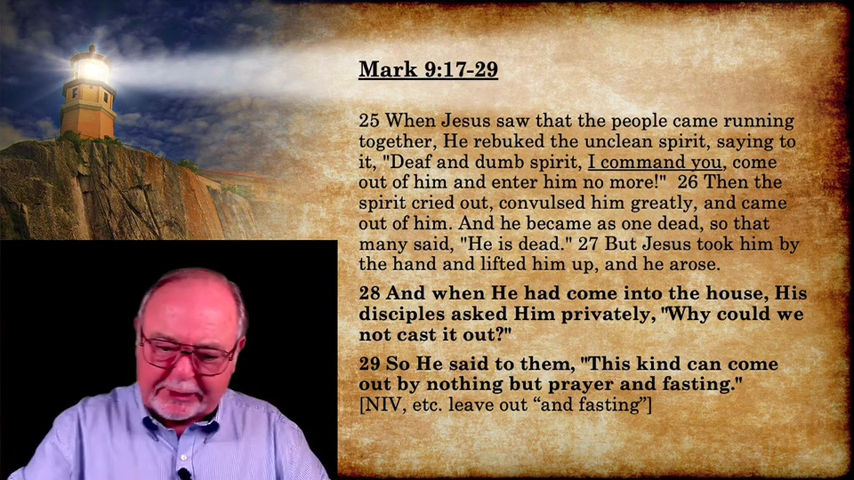 Mark 9:17-29
25 When Jesus saw that the people came running
together, He rebuked the unclean spirit, saying to
it, "Deaf and dumb spirit, I command you, come
out of him and enter him no more!"  26 Then the
spirit cried out, convulsed him greatly, and came
out of him. And he became as one dead, so that
many said, "He is dead." 27 But Jesus took him by
the hand and lifted him up, and he arose.
28 And when He had come into the house, His
disciples asked Him privately, "Why could we
not cast it out?"
29 So He said to them, "This kind can come
out by nothing but prayer and fasting."
[NIV, etc. leave out “and fasting”]